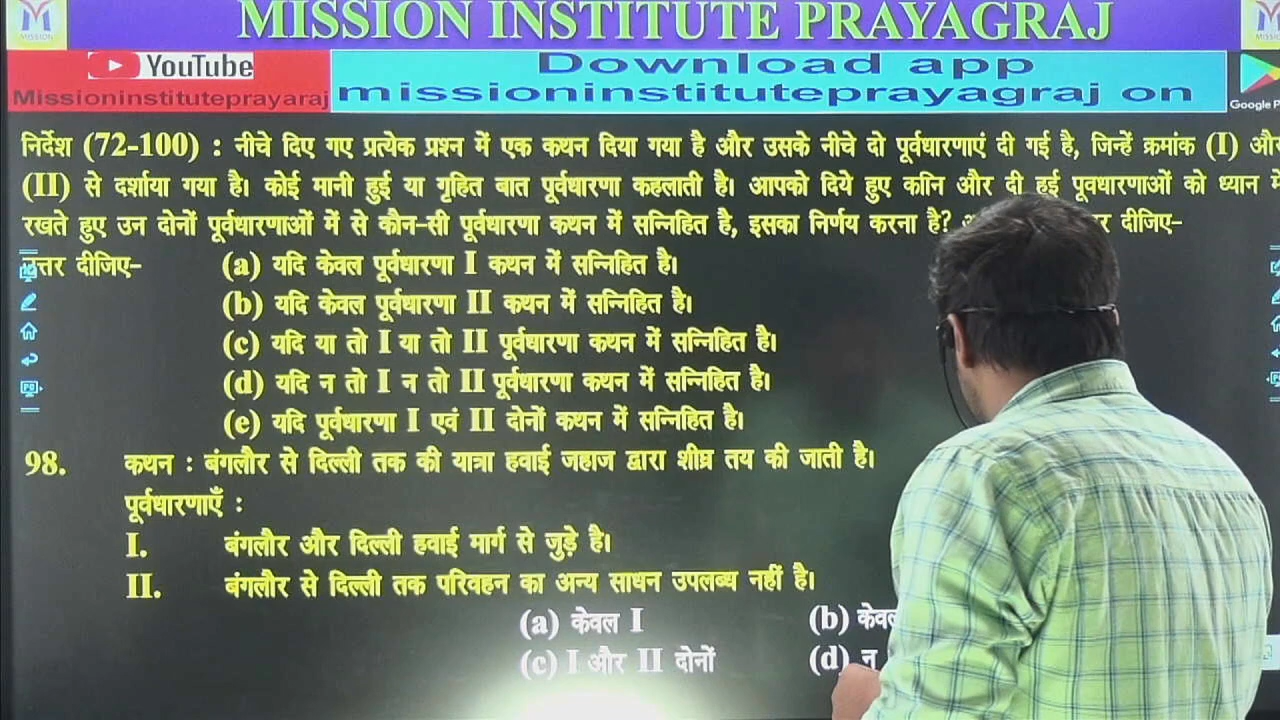 MISSION INSTITUTE PRAYAGRAJ
MISSION
YouTube
Missioninstituteprayaraj
Download app
missioninstituteprayagraj on
Google P
निर्देश (72-100) : नीचे दिए गए प्रत्येक प्रश्न में एक कथन दिया गया है और उसके नीचे दो पूर्वधारणाएं दी गई है, जिन्हें क्रमांक (I) और
(II) से दर्शाया गया है। कोई मानी हुई या गृहित बात पूर्वधारणा कहलाती है। आपको दिये हुए कनि और दी हुई पूवधारणाओं को ध्यान में
रखते हुए उन दोनों पूर्वधारणाओं में से कौन-सी पूर्वधारणा कथन में सन्निहित है, इसका निर्णय करना है? दीजिए-
उत्तर दीजिए- (a) यदि केवल पूर्वधारणा I कथन में सन्निहित है।
(b) यदि केवल पूर्वधारणा II कथन में सन्निहित है।
(c) यदि या तो I या तो II पूर्वधारणा कथन में सन्निहित है।
(d) यदि न तो I न तो II पूर्वधारणा कथन में सन्निहित है।
(e) यदि पूर्वधारणा I एवं II दोनों कथन में सन्निहित है।
98. कथन : बंगलौर से दिल्ली तक की यात्रा हवाई जहाज द्वारा शीघ्र तय की जाती है।
पूर्वधारणाएँ :
I. बंगलौर और दिल्ली हवाई मार्ग से जुड़े है।
II. बंगलौर से दिल्ली तक परिवहन का अन्य साधन उपलब्ध नहीं है।
(a) केवल I (b)
(c) I और II दोनों (d) न